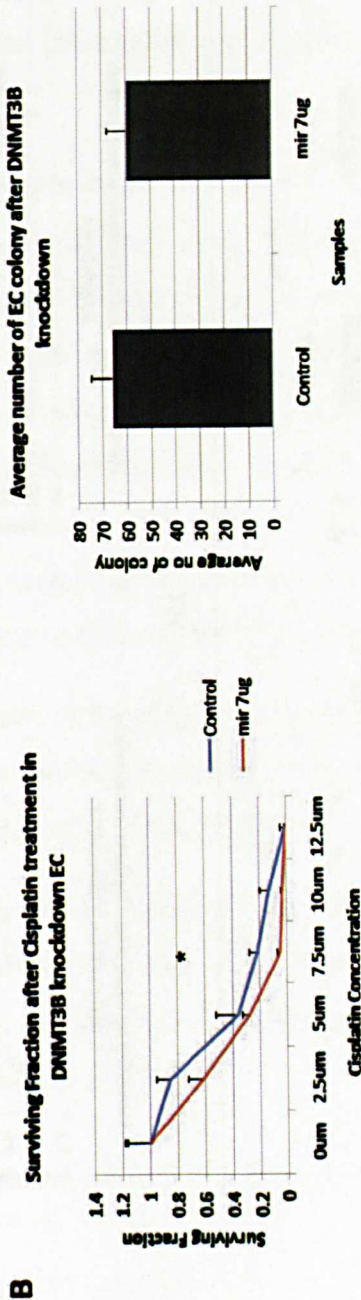 B
Surviving Fraction after Cisplatin treatment in
DNMT3B knockdown EC
Surviving Fraction
1.4
1.2
1
0.8
0.6
0.4
0.2
0
*
0um 2.5um 5um 7.5um 10um 12.5um
Cisplatin Concentration
Control
mir 7ug
Average number of EC colony after DNMT3B
knockdown
Average no of colony
80
70
60
50
40
30
20
10
0
Control mir 7ug
Samples